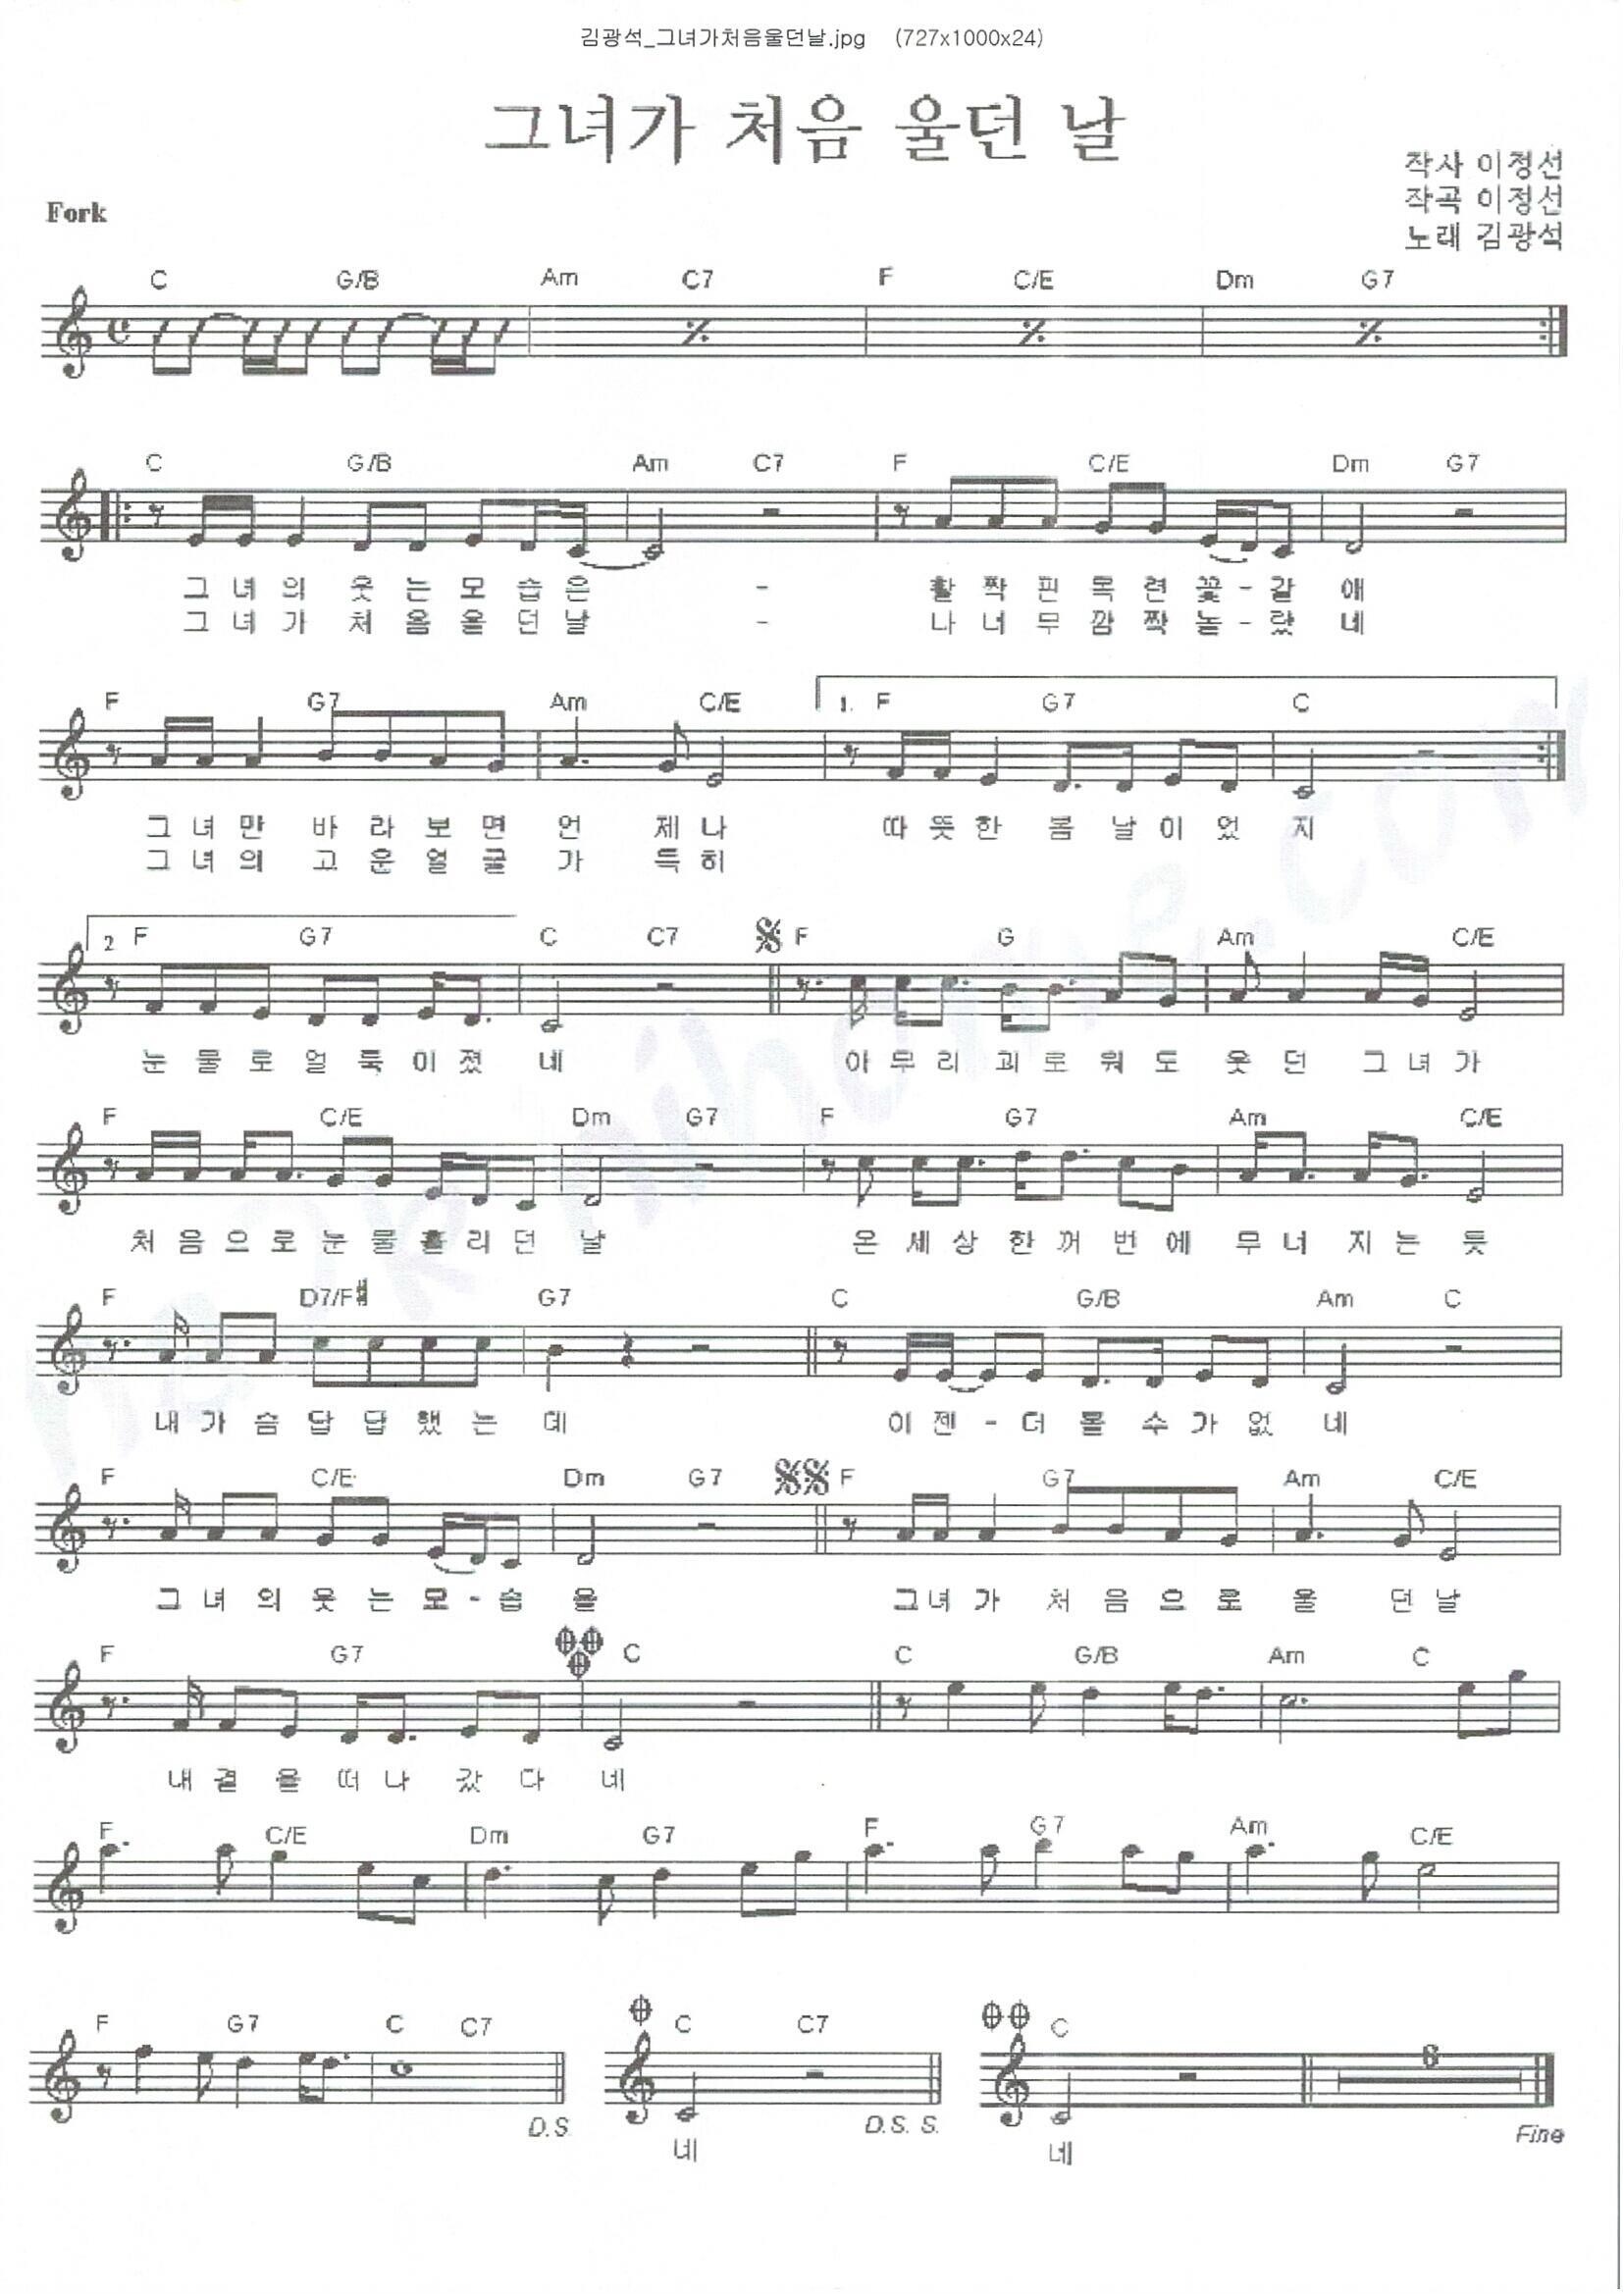 김광석_그녀가처음울던날.jpg (727x1000x24)
그녀가 처음 울던 날
작사 이정선
작곡 이정선
노래 김광석
Fork
C G/B Am C7 F C/E Dm G7
C G/B Am C7 F C/E Dm G7
그 녀 의 웃 는 모 습 은 - 활 짝 핀 목 련 꽃 - 같 애
그 녀 가 처 음 울 던 날 - 나 너 무 깜 짝 놀 - 랐 네
F G7 Am C/E 1. F G7 C
그 녀 만 바 라 보 면 언 제 나 따 뜻 한 봄 날 이 었 지
그 녀 의 고 운 얼 굴 가 득 히
2 F G7 C C7 F G Am C/E
눈 물 로 얼 룩 이 졌 네 아 무 리 괴 로 워 도 웃 던 그 녀 가
F C/E Dm G7 F G7 Am C/E
처 음 으 로 눈 물 흘 리 던 날 온 세 상 한 꺼 번 에 무 너 지 는 듯
F D7/F# G7 C G/B Am C
내 가 슴 답 답 했 는 데 이 젠 - 더 볼 수 가 없 네
F C/E Dm G7 F G7 Am C/E
그 녀 의 웃 는 모 - 습 을 그 녀 가 처 음 으 로 울 던 날
F G7 C C G/B Am C
내 곁 을 떠 나 갔 다 네
F C/E Dm G7 F G7 Am C/E
F G7 C C7 C C7 C
8
D.S. D.S. S. Fine
네 네